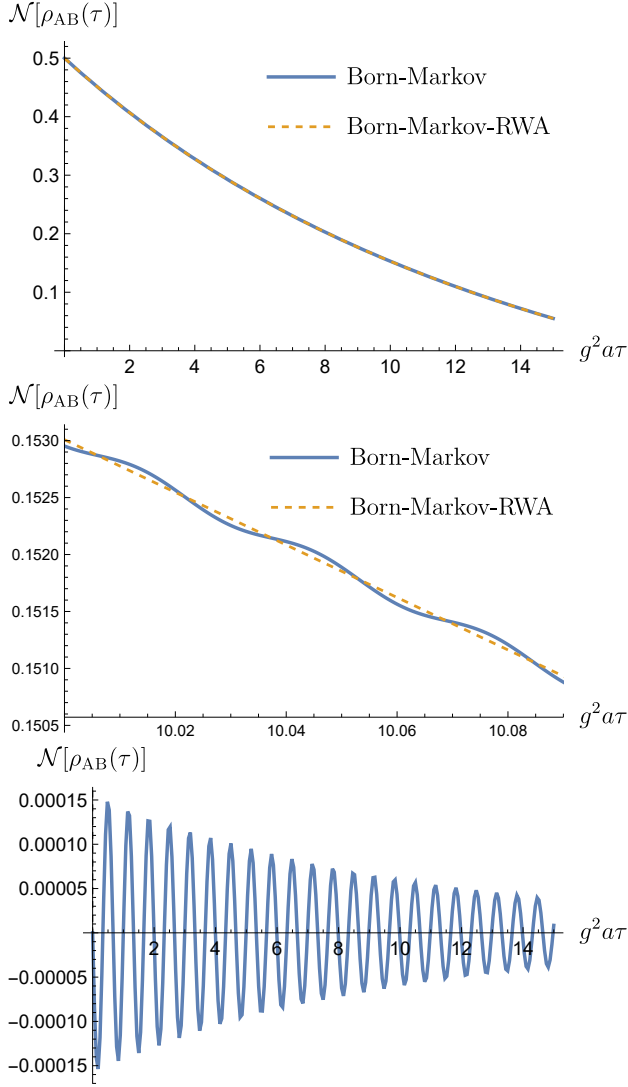 𝒩[ρ_AB(τ)]
0.5
Born-Markov
0.4
Born-Markov-RWA
0.3
0.2
0.1
g²aτ
2 4 6 8 10 12 14
𝒩[ρ_AB(τ)]
0.1530
Born-Markov
0.1525
Born-Markov-RWA
0.1520
0.1515
0.1510
g²aτ
0.1505
10.02 10.04 10.06 10.08
𝒩[ρ_AB(τ)]
0.00015
0.00010
0.00005
g²aτ
2 4 6 8 10 12 14
-0.00005
-0.00010
-0.00015